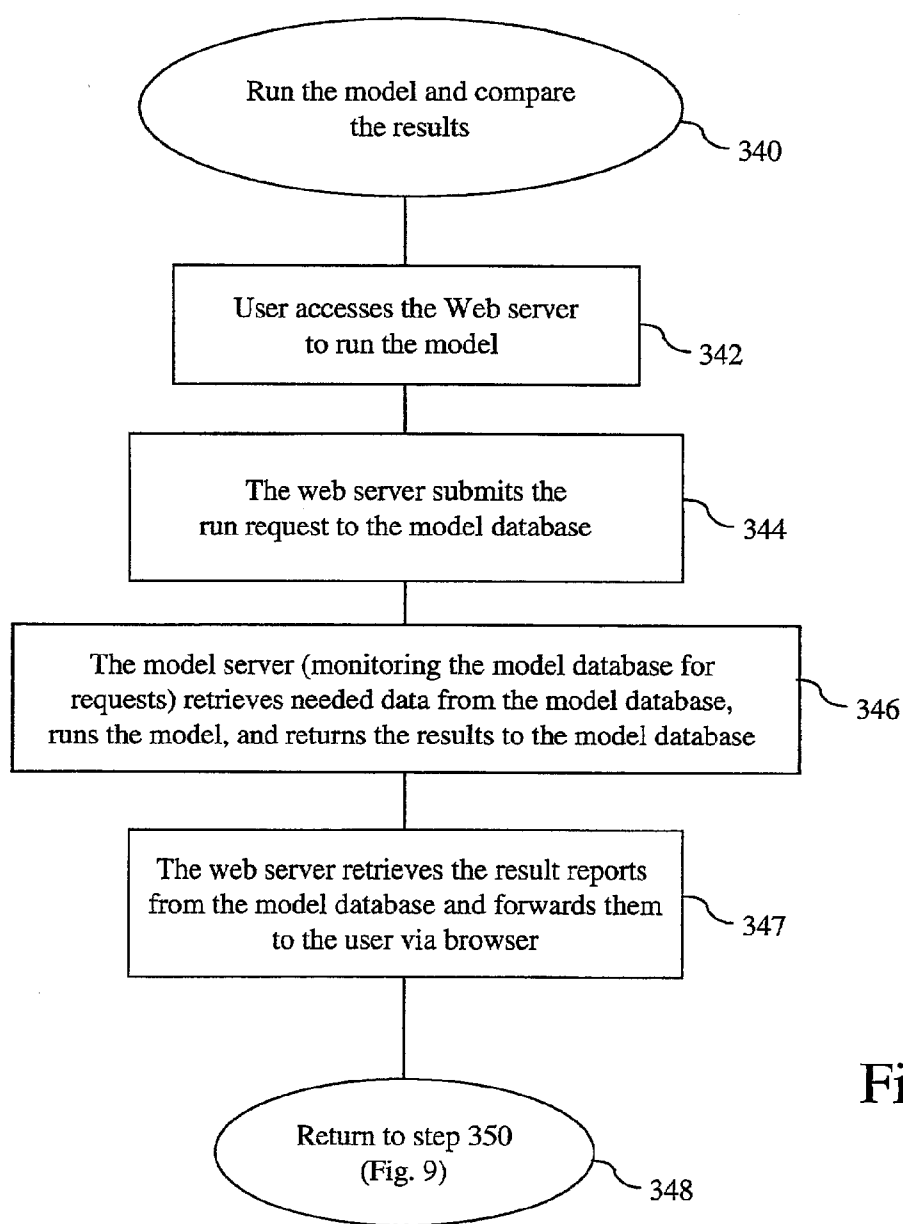 Run the model and compare
the results
340
User accesses the Web server
to run the model
342
The web server submits the
run request to the model database
344
The model server (monitoring the model database for
requests) retrieves needed data from the model database,
runs the model, and returns the results to the model database
346
The web server retrieves the result reports
from the model database and forwards them
to the user via browser
347
Fi
Return to step 350
(Fig. 9)
348